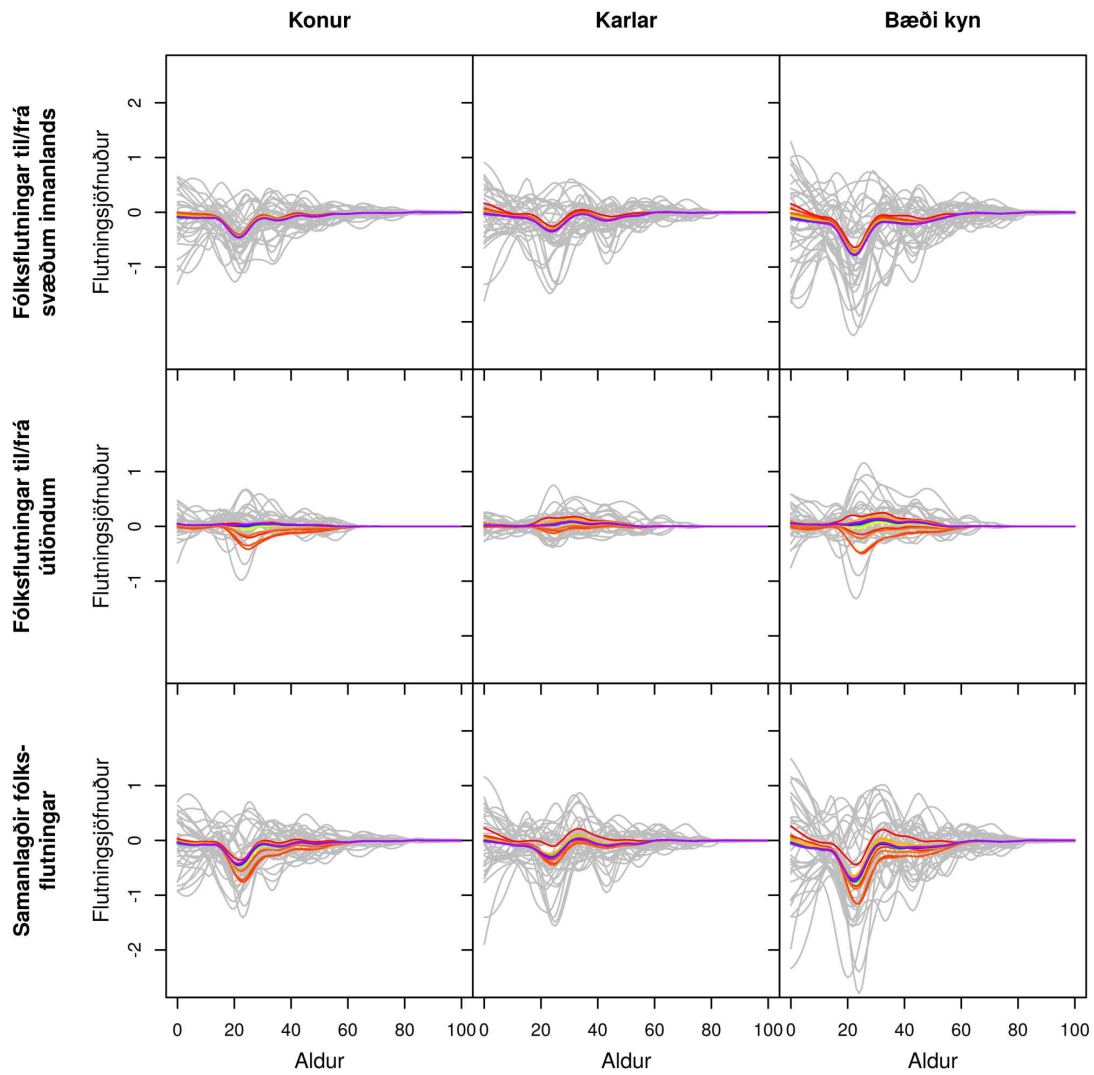 Konur
Karlar
Bæði kyn
Fólksflutningar til/frá
svæðum innanlands
Flutningsjöfnuður
2
1
0
-1
Fólksflutningar til/frá
útlöndum
Flutningsjöfnuður
1
0
-1
Samanlagðir fólks-
flutningar
Flutningsjöfnuður
1
0
-1
-2
0 20 40 60 80 100
0 20 40 60 80 100
0 20 40 60 80 100
Aldur
Aldur
Aldur